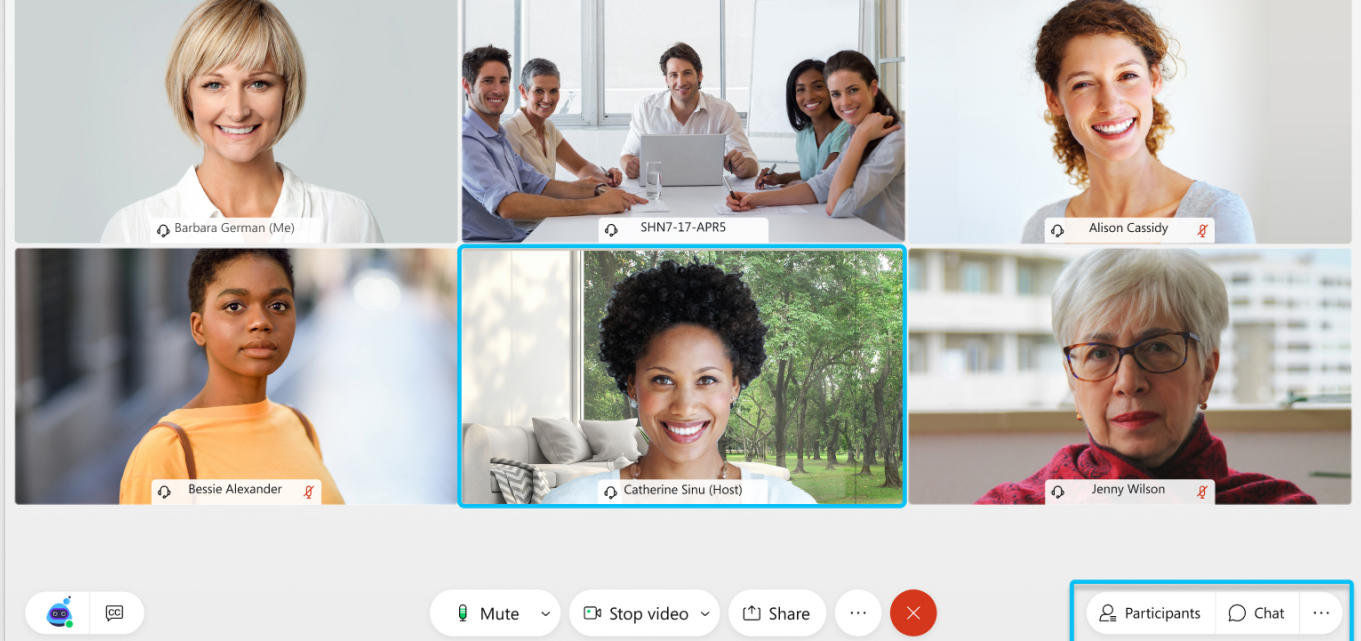 Barbara German (Me)
SHN7-17-APR5
Alison Cassidy
Bessie Alexander
Catherine Sinu (Host)
Jenny Wilson
CC
Mute
Stop video
Share
Participants
Chat